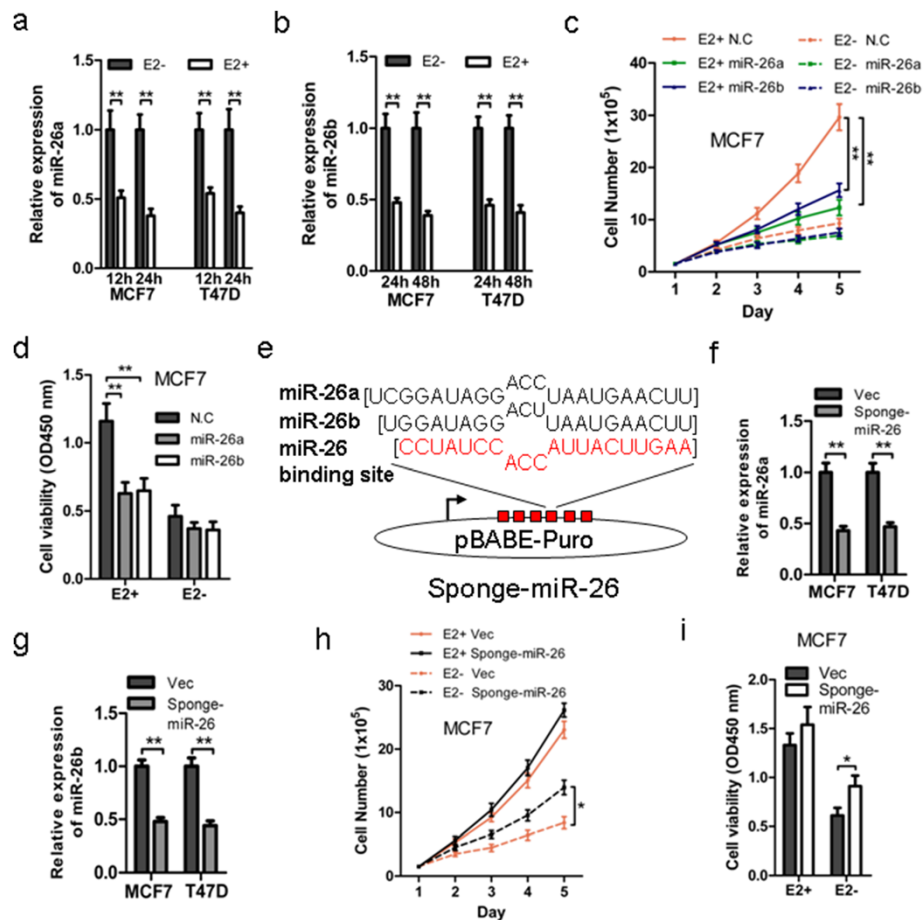 a
Relative expression
of miR-26a
E2- E2+
1.5
1.0
0.5
0.0
** ** ** **
12h 24h 12h 24h
MCF7 T47D
b
Relative expression
of miR-26b
E2- E2+
1.5
1.0
0.5
0.0
** ** ** **
24h 48h 24h 48h
MCF7 T47D
c
E2+ N.C E2- N.C
E2+ miR-26a E2- miR-26a
E2+ miR-26b E2- miR-26b
Cell Number (1x10⁵)
40
30
20
10
0
MCF7
** **
1 2 3 4 5
Day
d
MCF7
Cell viability (OD450 nm)
1.5
1.0
0.5
0.0
**
**
N.C
miR-26a
miR-26b
E2+ E2-
e
miR-26a [UCGGAUAGG ACC UAAUGAACUU]
miR-26b [UGGAUAGG ACU UAAUGAACUU]
miR-26 [CCUAUCC ACC AUUACUUGAA]
binding site
pBABE-Puro
Sponge-miR-26
f
Vec
Sponge-
miR-26
Relative expression
of miR-26a
1.5
1.0
0.5
0.0
** **
MCF7 T47D
g
Vec
Sponge-
miR-26
Relative expression
of miR-26b
1.5
1.0
0.5
0.0
** **
MCF7 T47D
h
E2+ Vec
E2+ Sponge-miR-26
E2- Vec
E2- Sponge-miR-26
Cell Number (1x10⁵)
30
20
10
0
MCF7
*
1 2 3 4 5
Day
i
MCF7
Vec
Sponge-
miR-26
Cell viability (OD450 nm)
2.0
1.5
1.0
0.5
0.0
*
E2+ E2-